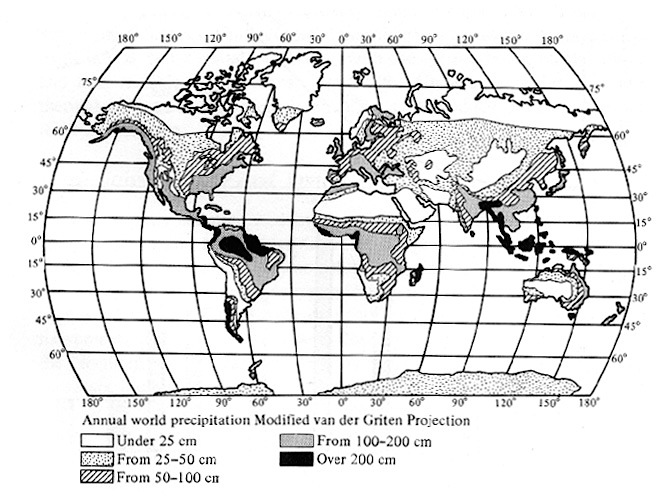 180° 150° 120° 90° 60° 30° 0° 30° 60° 90° 120° 150° 180°
75° 75°
60° 60°
45° 45°
30° 30°
15° 15°
0° 0°
15° 15°
30° 30°
45° 45°
60° 60°
180° 150° 120° 90° 60° 30° 0° 30° 60° 90° 120° 150° 180°
Annual world precipitation Modified van der Griten Projection
Under 25 cm From 100–200 cm
From 25–50 cm Over 200 cm
From 50–100 cm